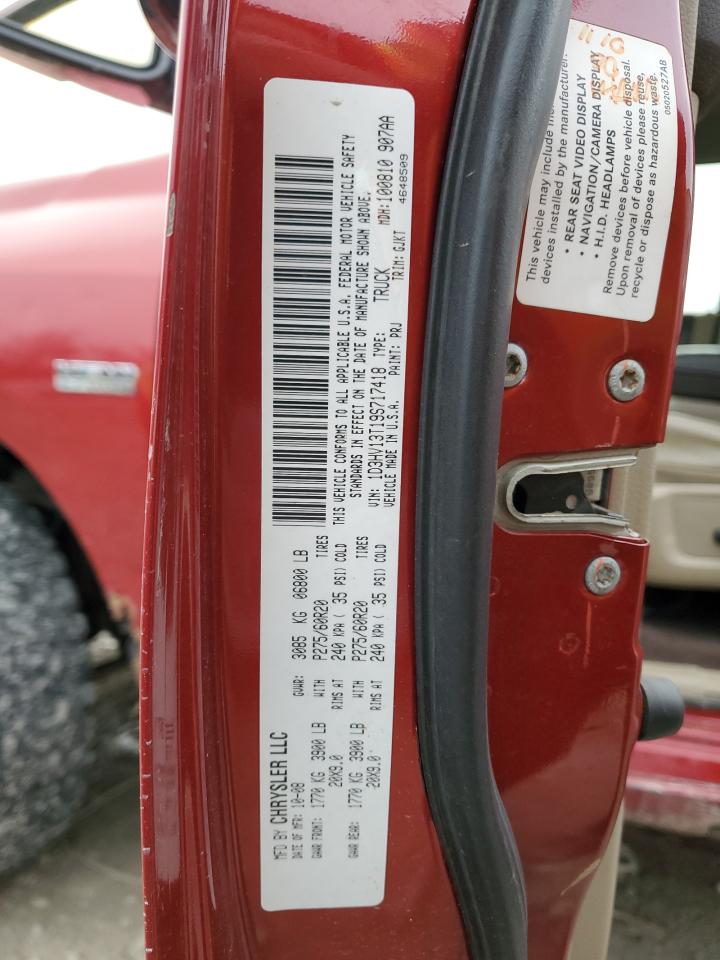 MFD BY CHRYSLER LLC
DATE OF MFR: 10-08 GVWR: 3085 KG 06800 LB
GAWR FRONT: 1770 KG 3900 LB WITH P275/60R20 TIRES
20X9.0 RIMS AT 240 KPA ( 35 PSI) COLD
GAWR REAR: 1770 KG 3900 LB WITH P275/60R20 TIRES
20X9.0 RIMS AT 240 KPA ( 35 PSI) COLD
THIS VEHICLE CONFORMS TO ALL APPLICABLE U.S.A. FEDERAL MOTOR VEHICLE SAFETY
STANDARDS IN EFFECT ON THE DATE OF MANUFACTURE SHOWN ABOVE.
VIN: 1D3HV13T19S717418 TYPE: TRUCK MDH:100810 907AA
VEHICLE MADE IN U.S.A. PAINT: PRJ TRIM: GJKT 4648509
This vehicle may include
devices installed by the manufacturer.
• REAR SEAT VIDEO DISPLAY
• NAVIGATION/CAMERA DISPLAY
• H.I.D. HEADLAMPS
Remove devices before vehicle disposal.
Upon removal of devices please reuse,
recycle or dispose as hazardous waste.
05020527AB